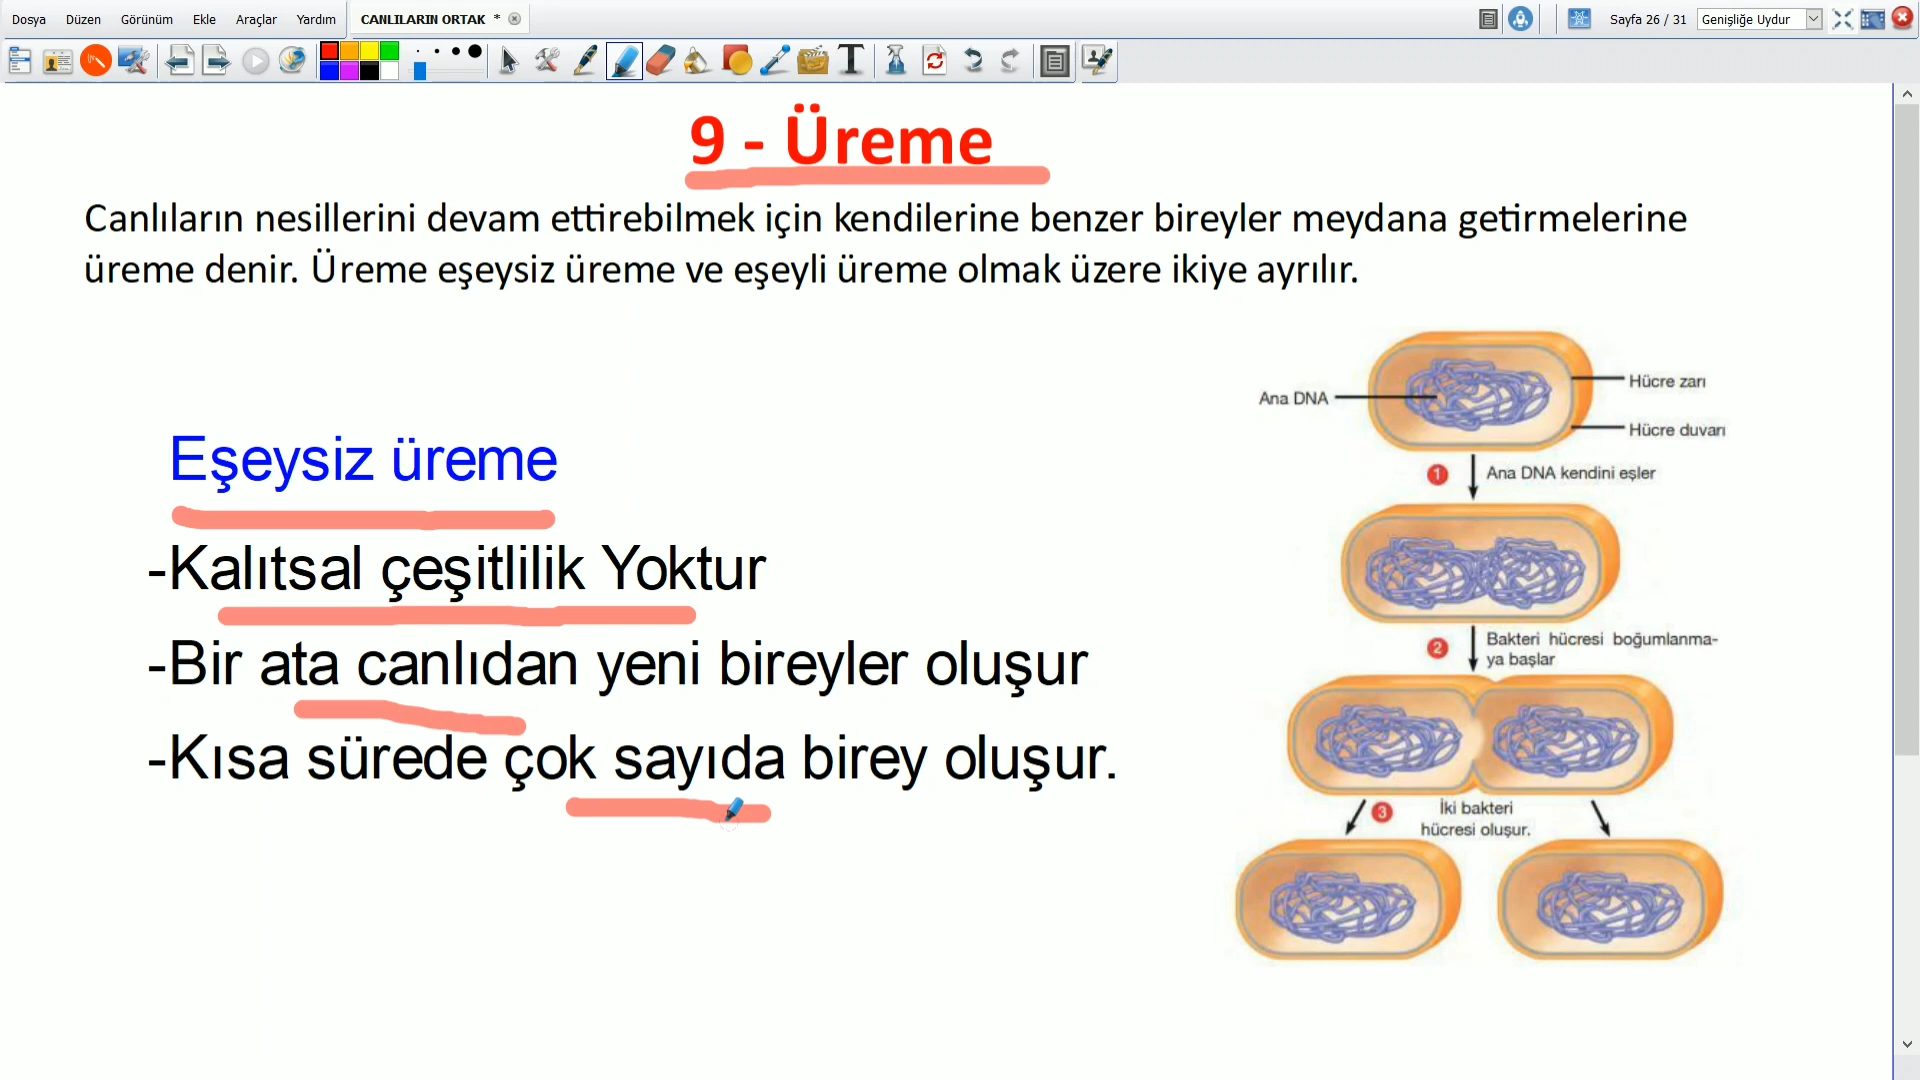 Dosya Düzen Görünüm Ekle Araçlar Yardım CANLILARIN ORTAK * Sayfa 26 / 31 Genişliğe Uydur
9 - Üreme
Canlıların nesillerini devam ettirebilmek için kendilerine benzer bireyler meydana getirmelerine
üreme denir. Üreme eşeysiz üreme ve eşeyli üreme olmak üzere ikiye ayrılır.
Eşeysiz üreme
-Kalıtsal çeşitlilik Yoktur
-Bir ata canlıdan yeni bireyler oluşur
-Kısa sürede çok sayıda birey oluşur.
Ana DNA
Hücre zarı
Hücre duvarı
1 Ana DNA kendini eşler
2 Bakteri hücresi boğumlanma-
ya başlar
3 İki bakteri
hücresi oluşur.